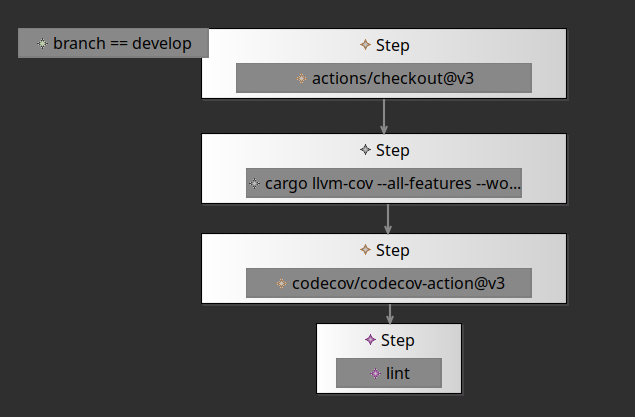 branch == develop
Step
actions/checkout@v3
Step
cargo llvm-cov --all-features --wo...
Step
codecov/codecov-action@v3
Step
lint